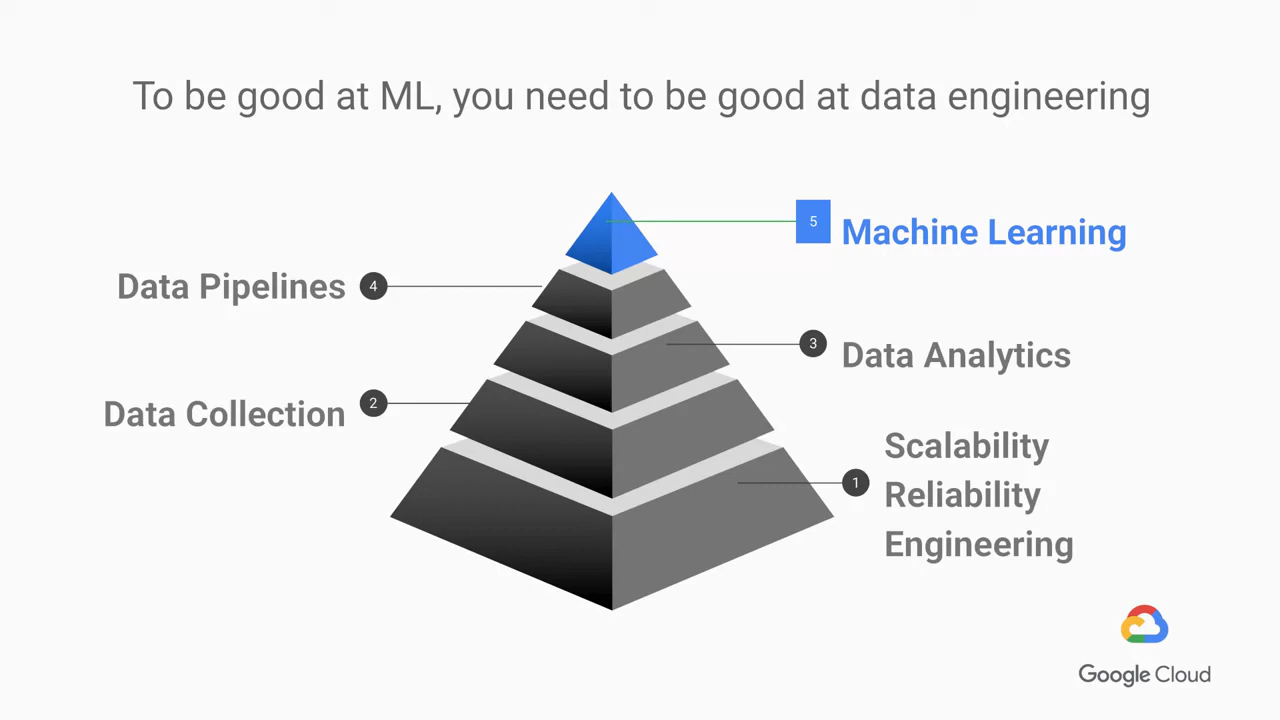 To be good at ML, you need to be good at data engineering
5 Machine Learning
Data Pipelines 4
3 Data Analytics
Data Collection 2
1
Scalability
Reliability
Engineering
Google Cloud